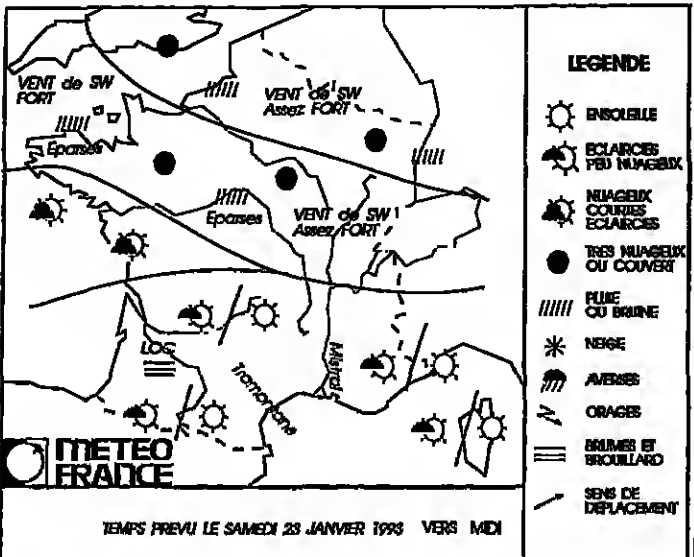 VENT de SW
FORT
VENT de SW
Assez FORT
Eparses
Eparses
VENT de SW
Assez FORT
LOC
Mistral
Tramontane
METEO
FRANCE
TEMPS PREVU LE SAMEDI 23 JANVIER 1993 VERS MIDI
LEGENDE
ENSOLEILLE
ECLAIRCIES
PEU NUAGEUX
NUAGEUX
COURTES
ECLAIRCIES
TRES NUAGEUX
OU COUVERT
PLUIE
OU BRUINE
NEIGE
AVERSES
ORAGES
BRUMES ET
BROUILLARD
SENS DE
DEPLACEMENT